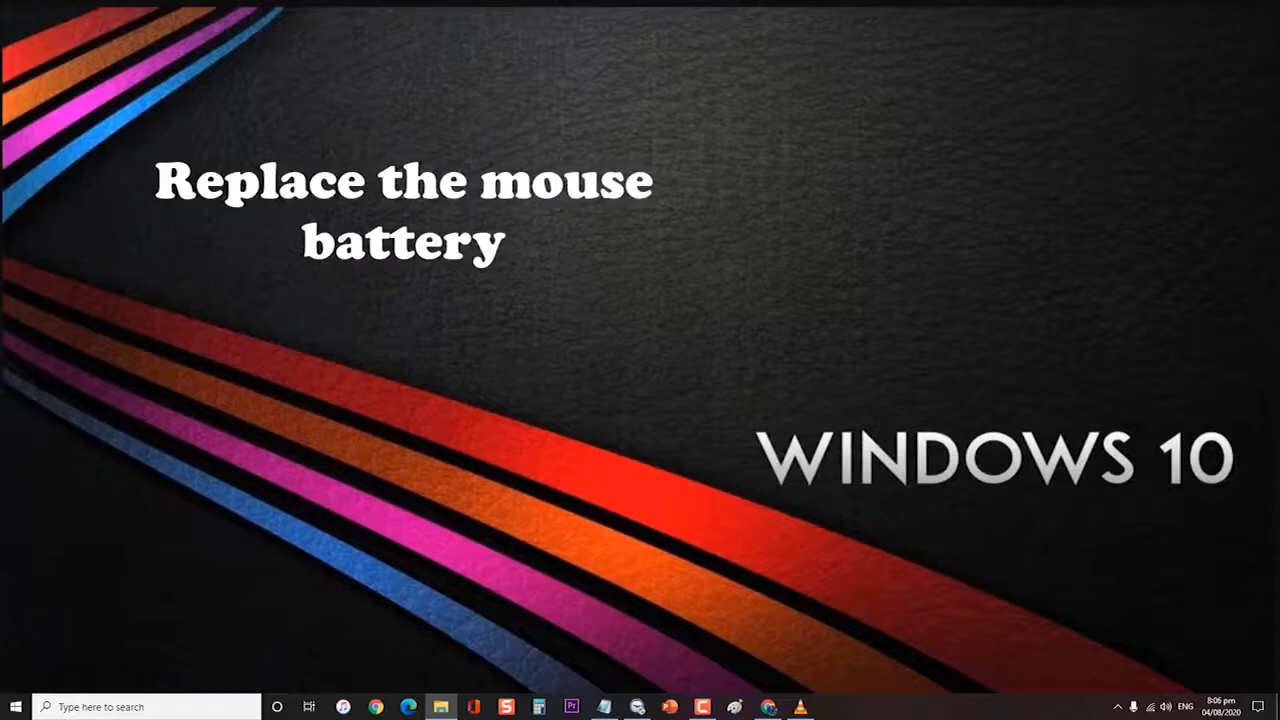 Replace the mouse
battery
WINDOWS 10
Type here to search
ENG
8:06 pm
04/08/2020